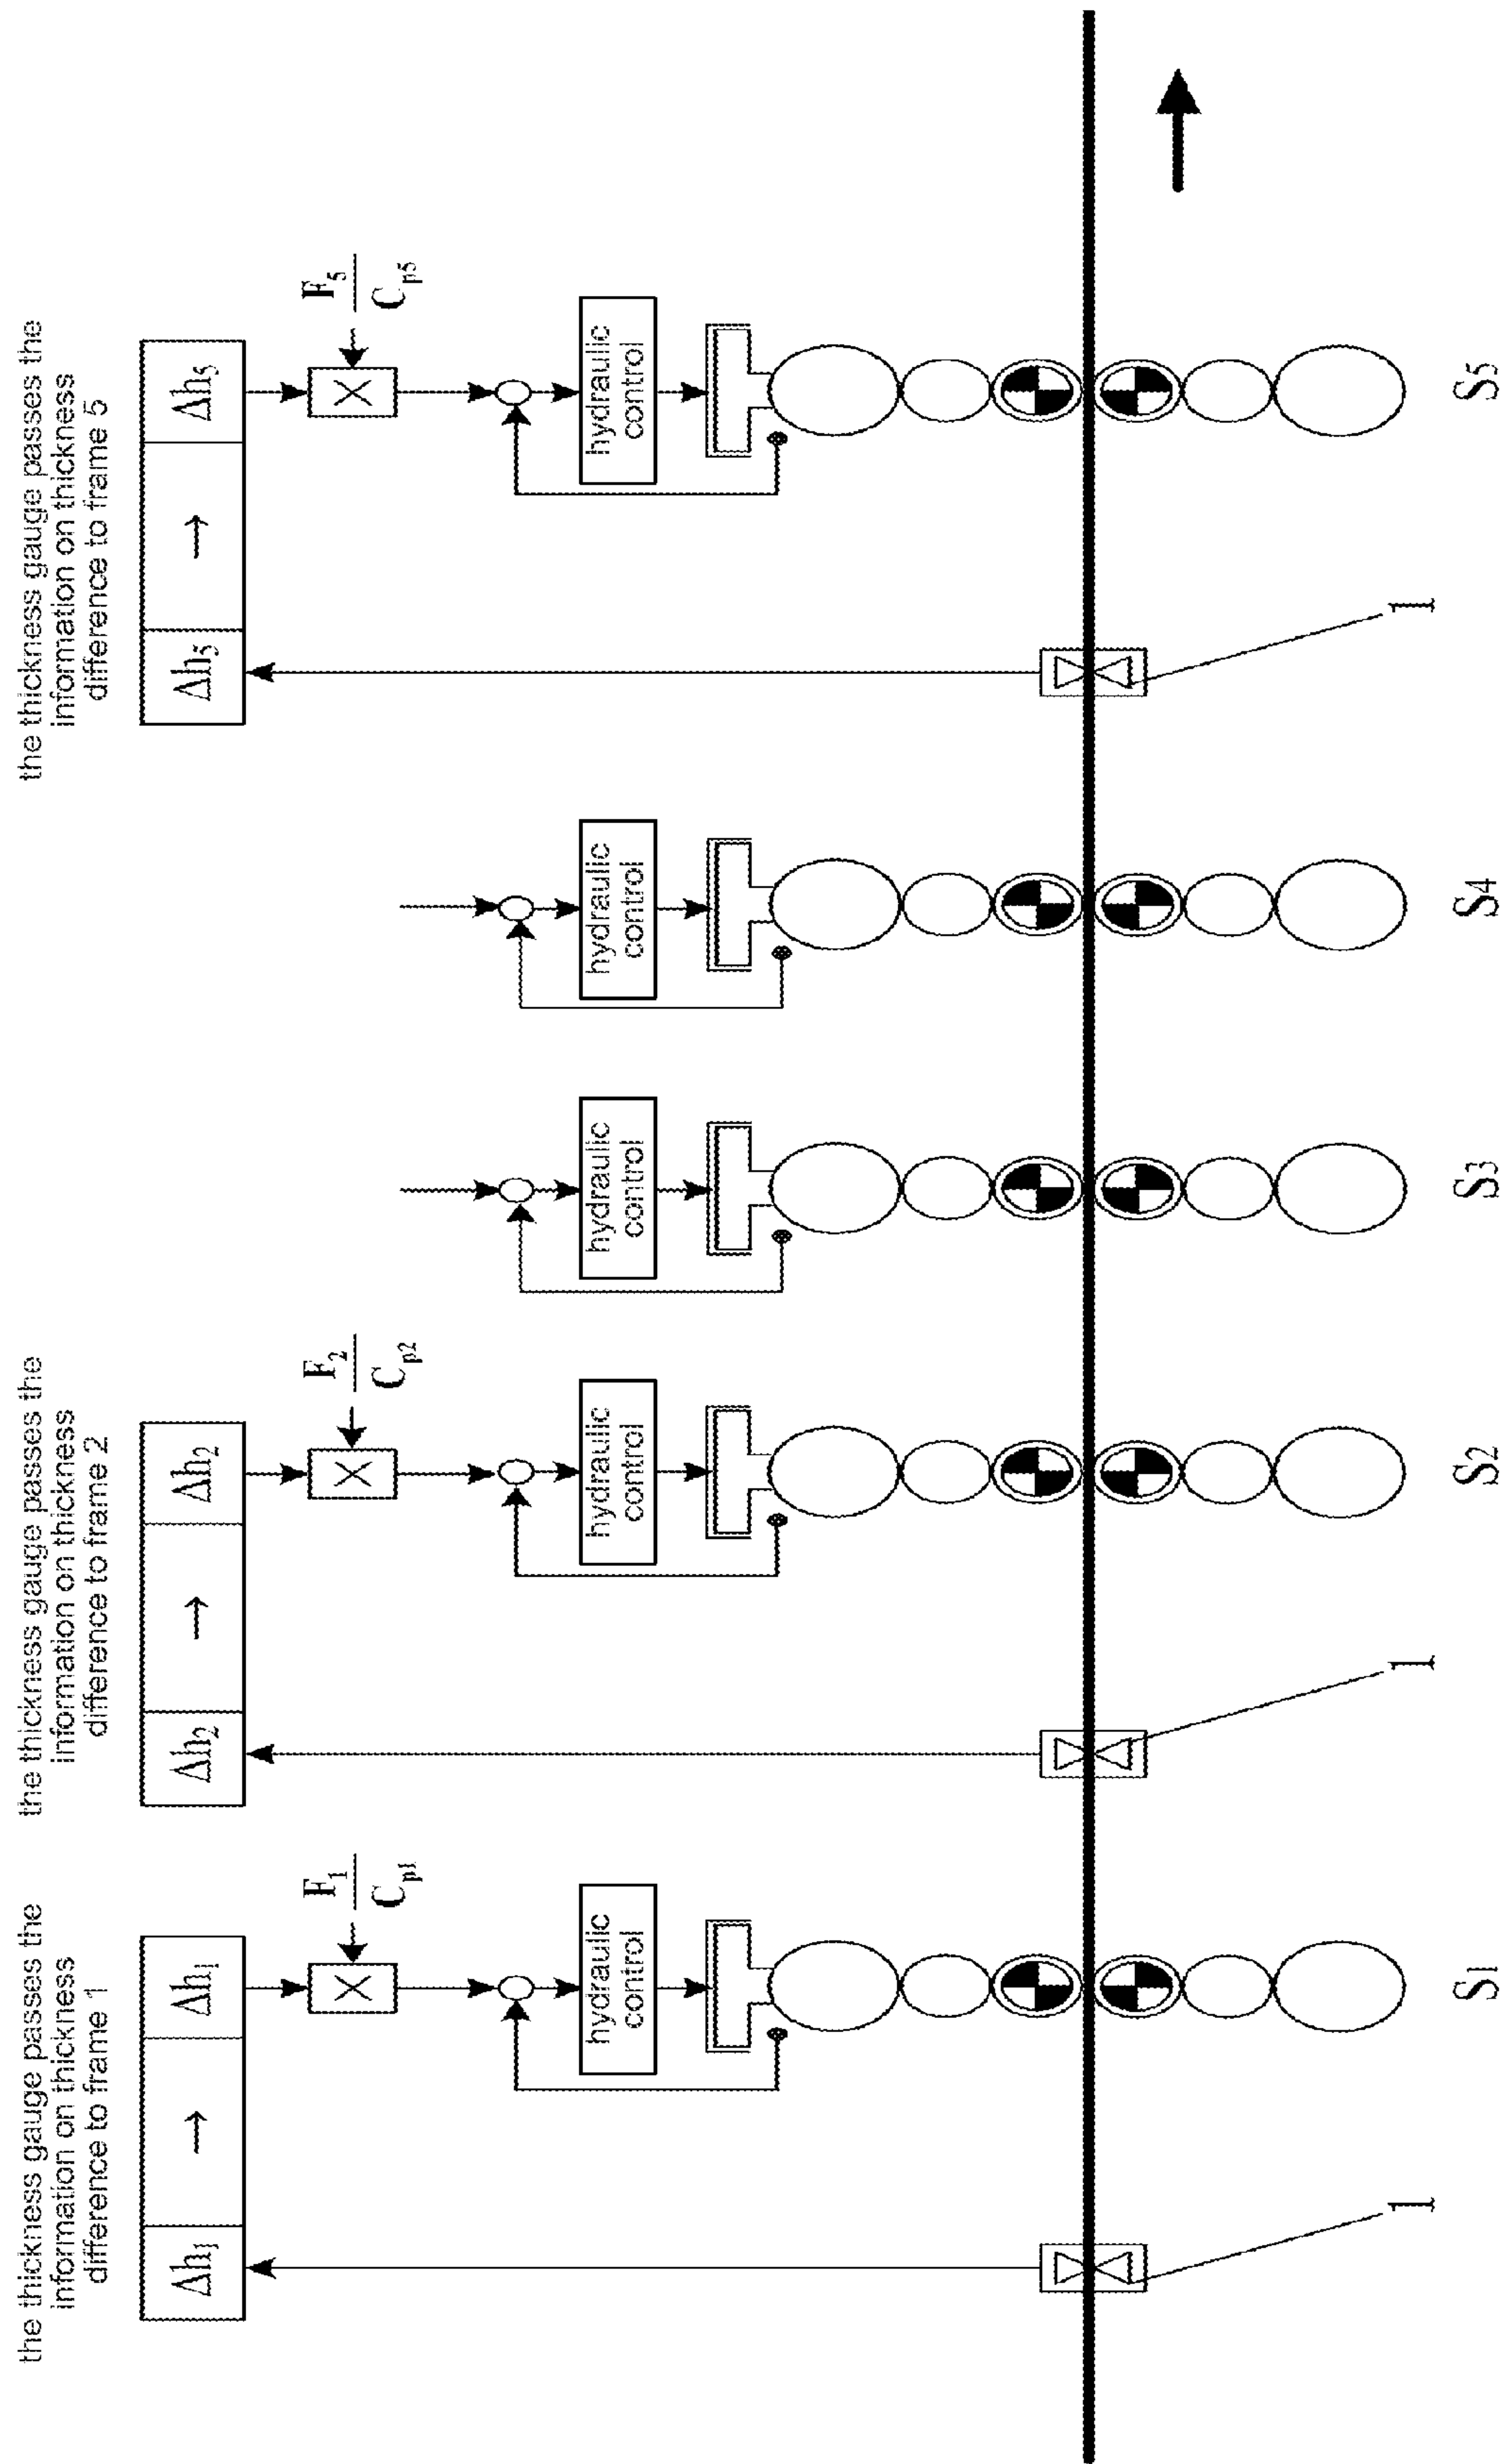 the thickness gauge passes the
information on thickness
difference to frame 1
the thickness gauge passes the
information on thickness
difference to frame 2
the thickness gauge passes the
information on thickness
difference to frame 5
Δh₁ → Δh₁
Δh₂ → Δh₂
Δh₅ → Δh₅
X
F₁
Cp1
X
F₂
Cp2
X
F₅
Cp5
hydraulic
control
hydraulic
control
hydraulic
control
hydraulic
control
hydraulic
control
1
1
1
S1
S2
S3
S4
S5